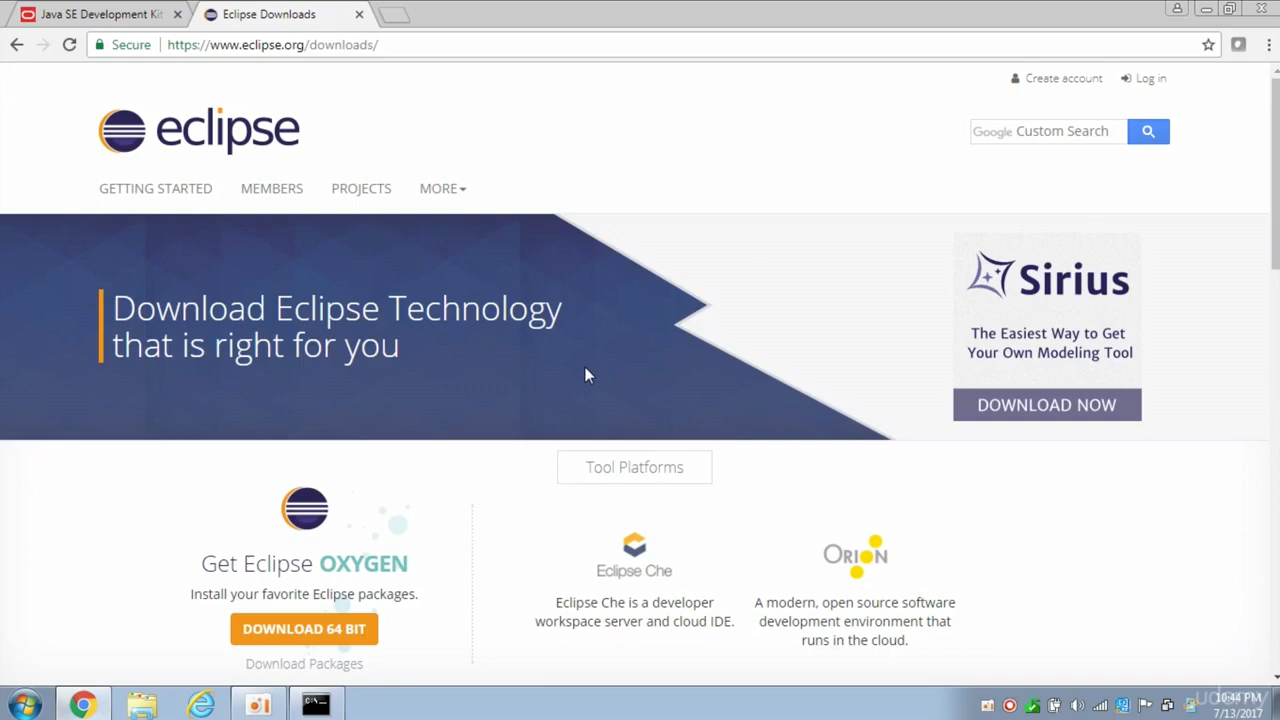 Java SE Development Kit
Eclipse Downloads
Secure
https://www.eclipse.org/downloads/
Create account
Log in
eclipse
Google Custom Search
GETTING STARTED
MEMBERS
PROJECTS
MORE
Download Eclipse Technology
that is right for you
Sirius
The Easiest Way to Get
Your Own Modeling Tool
DOWNLOAD NOW
Tool Platforms
Get Eclipse OXYGEN
Install your favorite Eclipse packages.
DOWNLOAD 64 BIT
Download Packages
Eclipse Che
Eclipse Che is a developer
workspace server and cloud IDE.
ORION
A modern, open source software
development environment that
runs in the cloud.
C:\.
10:44 PM
7/13/2017
udemy